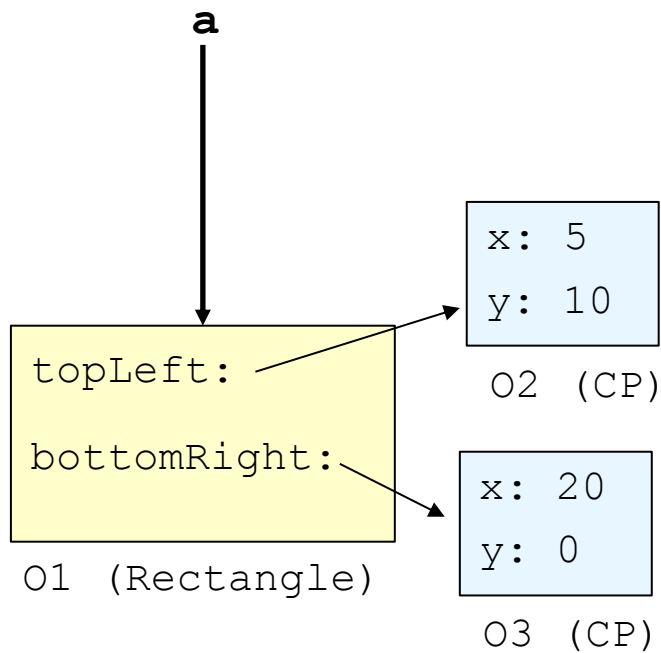 a
x: 5
y: 10
O2 (CP)
topLeft:
bottomRight:
O1 (Rectangle)
x: 20
y: 0
O3 (CP)